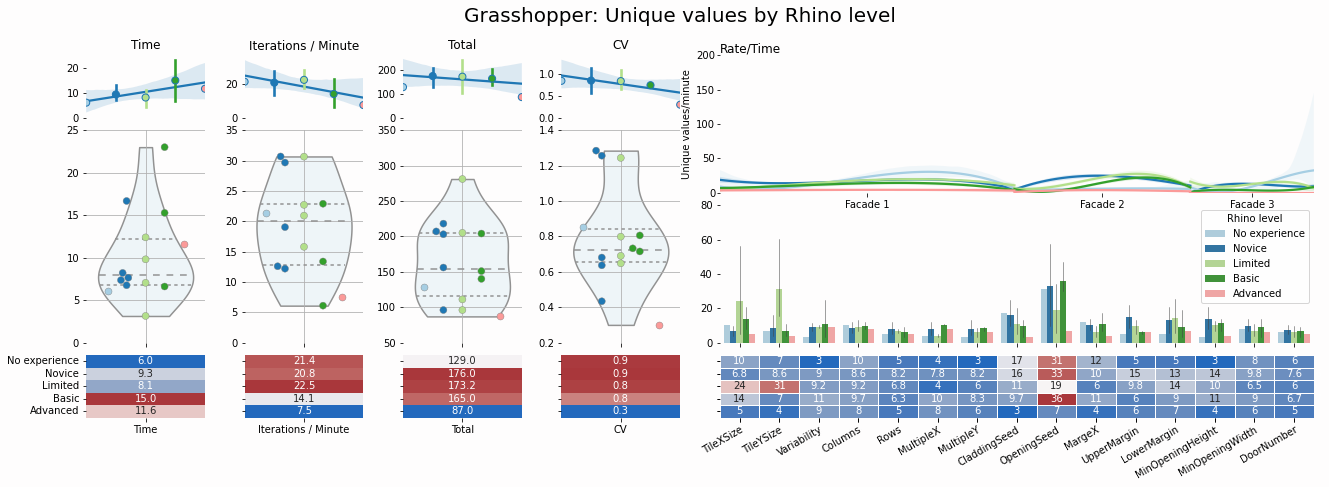 Grasshopper: Unique values by Rhino level
Time
Iterations / Minute
Total
CV
Rate/Time
20
10
0
20
0
200
100
0
1.0
0.5
0.0
Unique values/minute
200
150
100
50
0
Facade 1
Facade 2
Facade 3
25
20
15
10
5
0
35
30
25
20
15
10
5
0
350
300
250
200
150
100
50
1.4
1.2
1.0
0.8
0.6
0.4
0.2
80
60
40
20
0
Rhino level
No experience
Novice
Limited
Basic
Advanced
No experience 6.0 21.4 129.0 0.9 10 7 3 10 5 4 3 17 31 12 5 5 3 8 6
Novice 9.3 20.8 176.0 0.9 6.8 8.6 9 8.6 8.2 7.8 8.2 16 33 10 15 13 14 9.8 7.6
Limited 8.1 22.5 173.2 0.8 24 31 9.2 9.2 6.8 4 6 11 19 6 9.8 14 10 6.5 6
Basic 15.0 14.1 165.0 0.8 14 7 11 9.7 6.3 10 8.3 9.7 36 11 6 9 11 9 6.7
Advanced 11.6 7.5 87.0 0.3 5 4 9 8 5 8 6 3 7 4 6 7 4 6 5
Time
Iterations / Minute
Total
CV
TileXSize
TileYSize
Variability
Columns
Rows
MultipleX
MultipleY
CladdingSeed
OpeningSeed
MargeX
UpperMargin
LowerMargin
MinOpeningHeight
MinOpeningWidth
DoorNumber